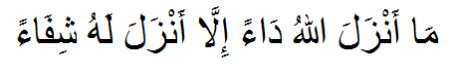 مَا أَنْزَلَ اللهُ دَاءً إِلَّا أَنْزَلَ لَهُ شِفَاءً